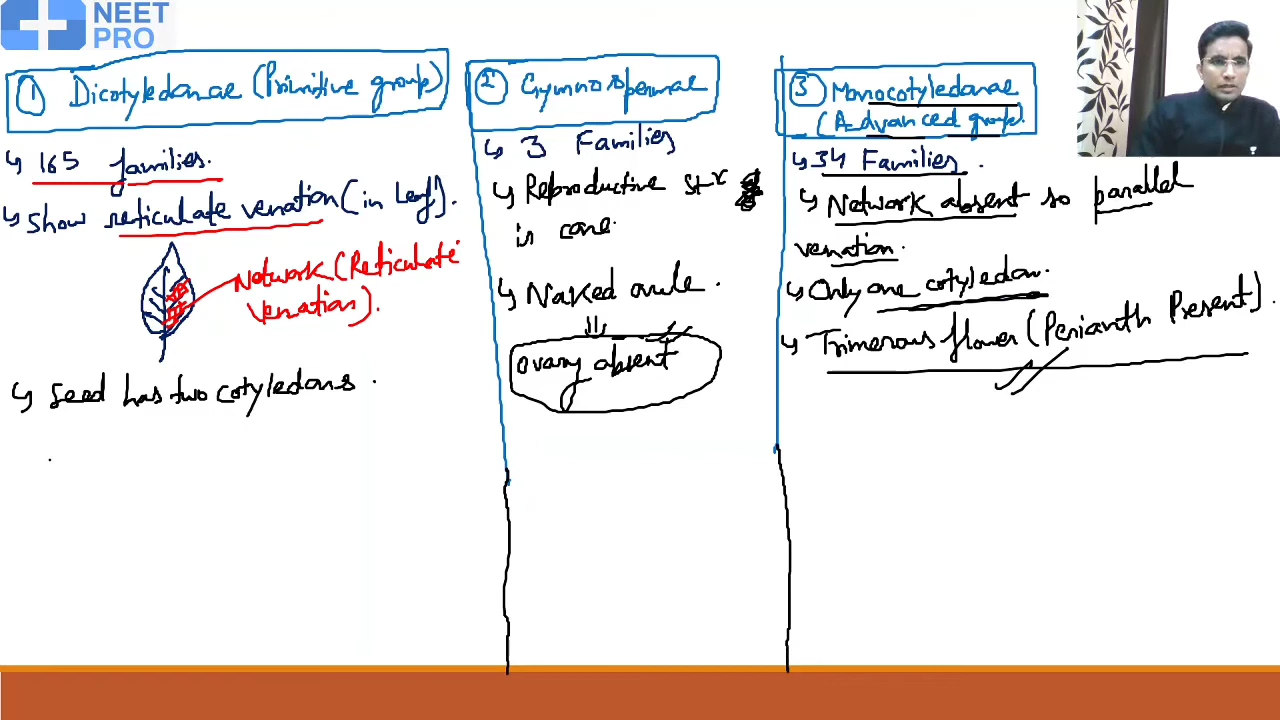 NEET
PRO
① Dicotyledonae (Primitive group)
↳ 165 families.
↳ Show reticulate venation (in leaf).
Network (Reticulate
venation).
↳ Seed has two cotyledons.
② Gymnospermae
↳ 3 Families
↳ Reproductive str
is cone.
↳ Naked ovule.
ovary absent
③ Monocotyledonae
(Advanced group).
↳ 34 Families.
↳ Network absent so parallel
venation.
↳ Only one cotyledon.
↳ Trimerous flower (Perianth Present).